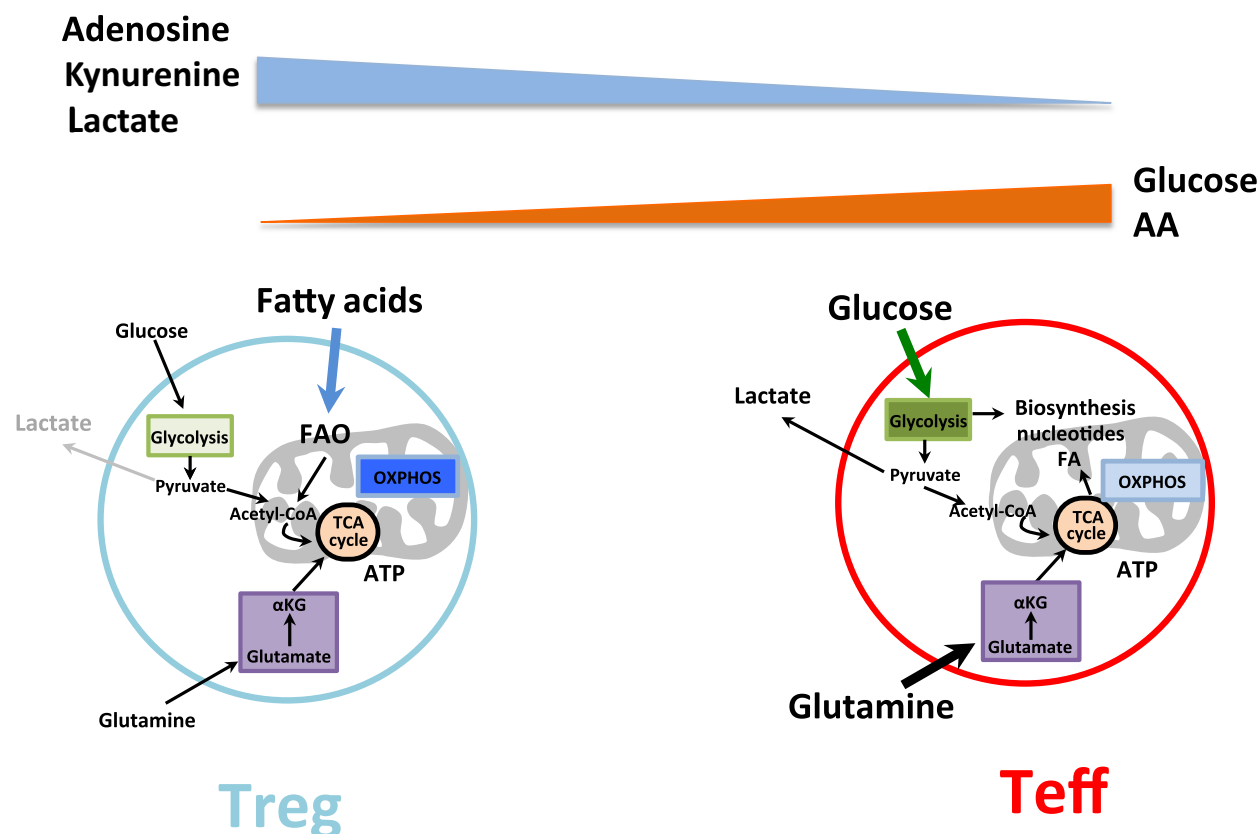 Adenosine
Kynurenine
Lactate
Glucose
AA
Fatty acids
Glucose
Lactate
Glycolysis
FAO
Pyruvate
OXPHOS
Acetyl-CoA
TCA
cycle
ATP
αKG
Glutamate
Glutamine
Treg
Glucose
Lactate
Glycolysis
Biosynthesis
nucleotides
FA
Pyruvate
OXPHOS
Acetyl-CoA
TCA
cycle
ATP
αKG
Glutamate
Glutamine
Teff